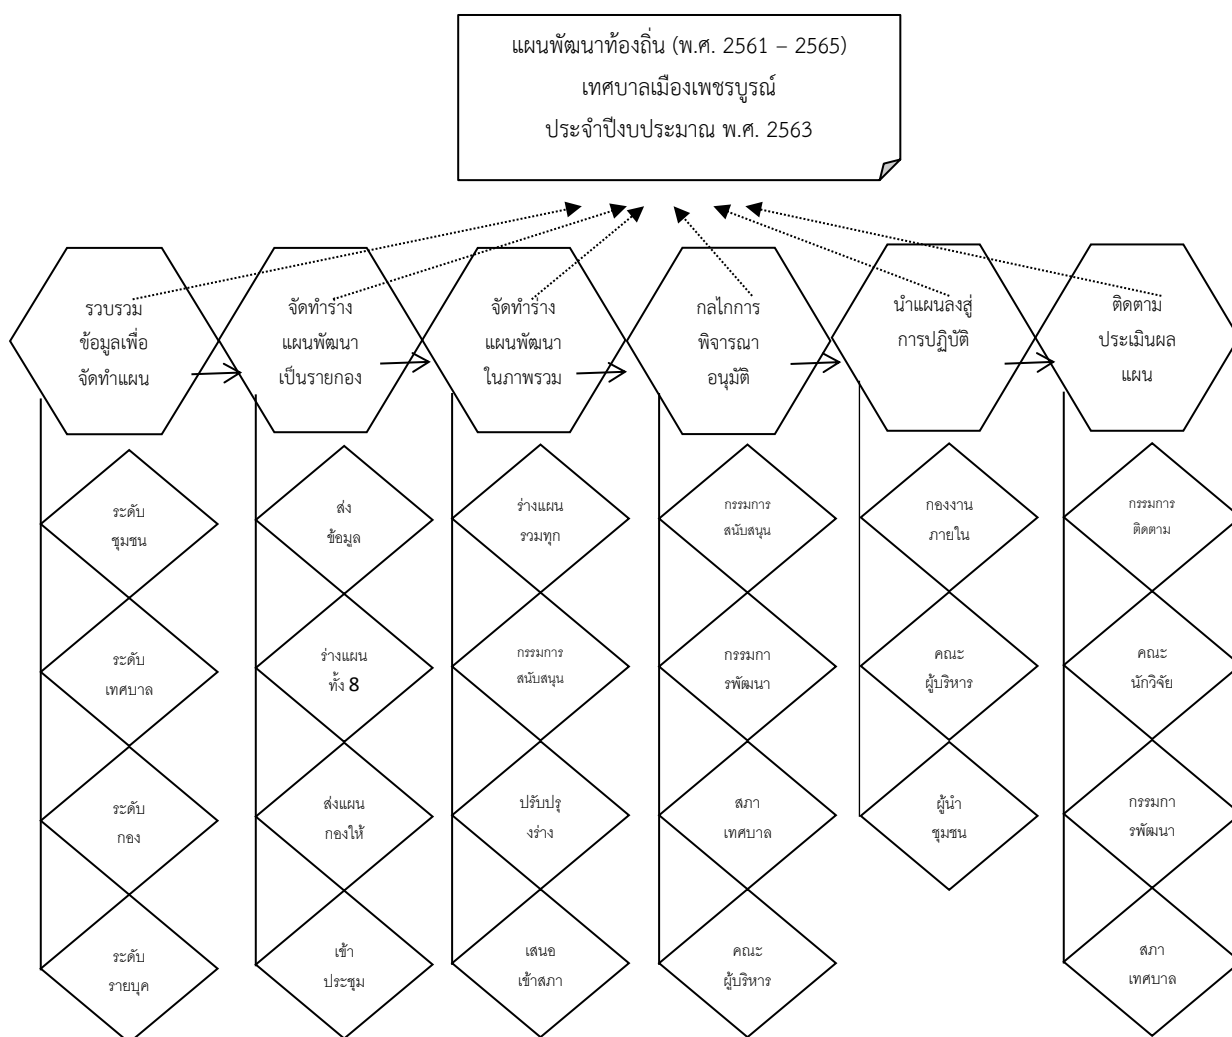 แผนพัฒนาท้องถิ่น (พ.ศ. 2561 – 2565)
เทศบาลเมืองเพชรบูรณ์
ประจำปีงบประมาณ พ.ศ. 2563
รวบรวม
ข้อมูลเพื่อ
จัดทำแผน
จัดทำร่าง
แผนพัฒนา
เป็นรายกอง
จัดทำร่าง
แผนพัฒนา
ในภาพรวม
กลไกการ
พิจารณา
อนุมัติ
นำแผนลงสู่
การปฏิบัติ
ติดตาม
ประเมินผล
แผน
ระดับ
ชุมชน
ระดับ
เทศบาล
ระดับ
กอง
ระดับ
รายบุค
ส่ง
ข้อมูล
ร่างแผน
ทั้ง 8
ส่งแผน
กองให้
เข้า
ประชุม
ร่างแผน
รวมทุก
กรรมการ
สนับสนุน
ปรับปรุ
งร่าง
เสนอ
เข้าสภา
กรรมการ
สนับสนุน
กรรมกา
รพัฒนา
สภา
เทศบาล
คณะ
ผู้บริหาร
กองงาน
ภายใน
คณะ
ผู้บริหาร
ผู้นำ
ชุมชน
กรรมการ
ติดตาม
คณะ
นักวิจัย
กรรมกา
รพัฒนา
สภา
เทศบาล